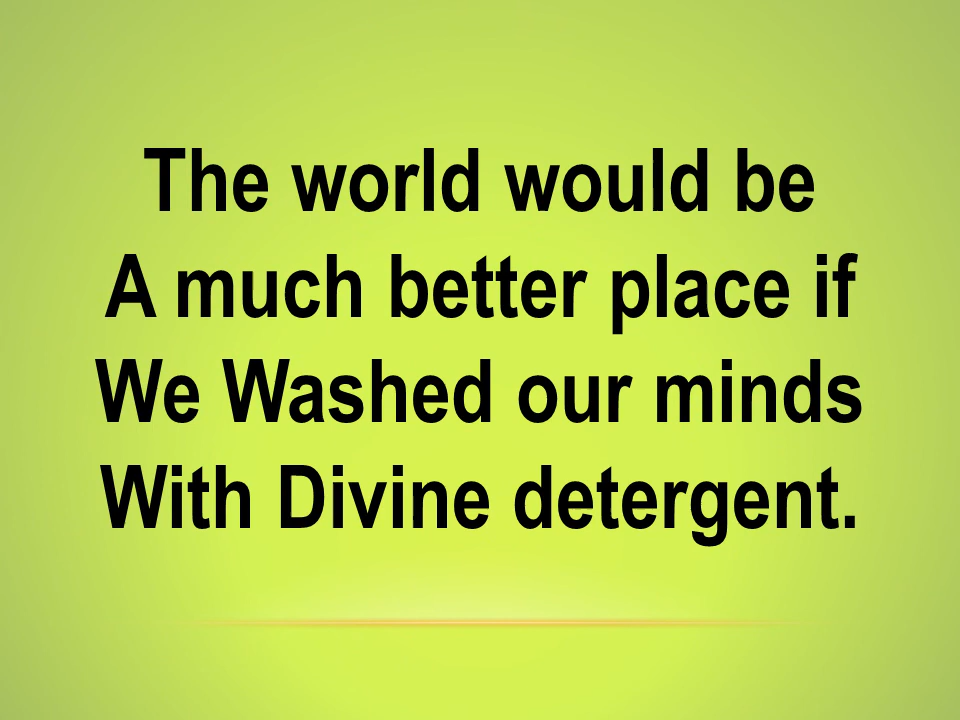 The world would be
A much better place if
We Washed our minds
With Divine detergent.